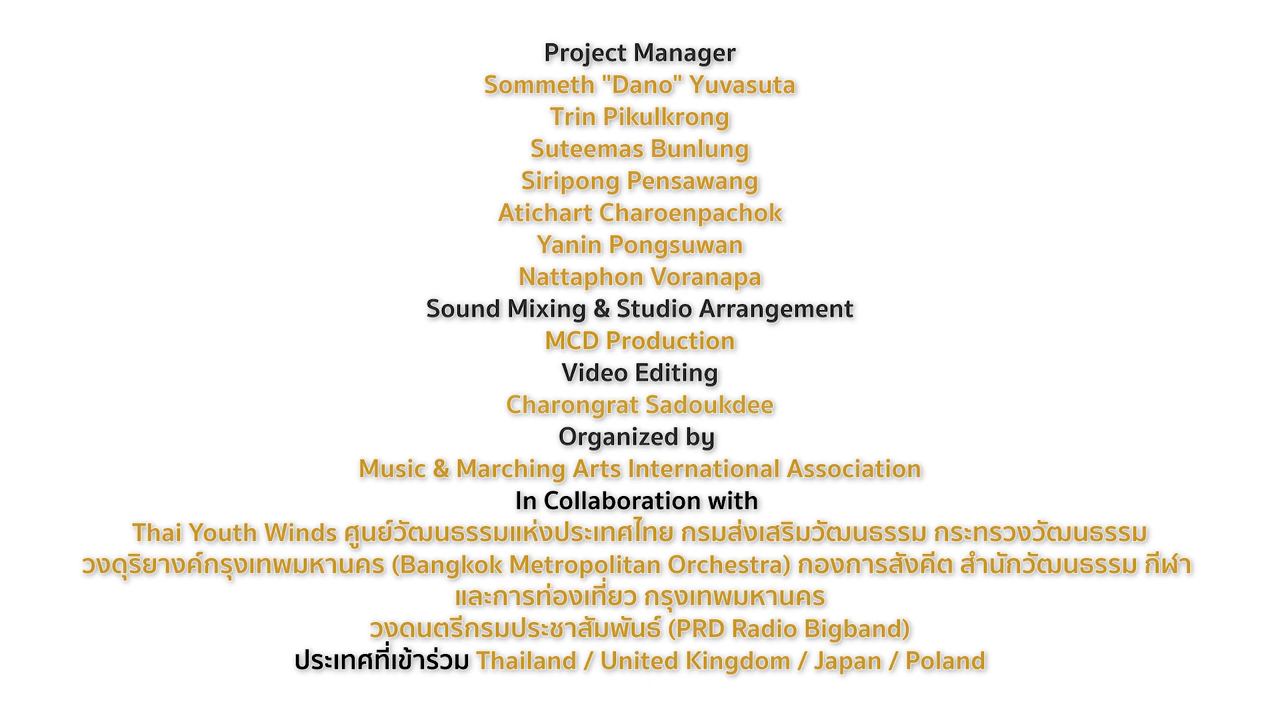 Project Manager
Sommeth "Dano" Yuvasuta
Trin Pikulkrong
Suteemas Bunlung
Siripong Pensawang
Atichart Charoenpachok
Yanin Pongsuwan
Nattaphon Voranapa
Sound Mixing & Studio Arrangement
MCD Production
Video Editing
Charongrat Sadoukdee
Organized by
Music & Marching Arts International Association
In Collaboration with
Thai Youth Winds ศูนย์วัฒนธรรมแห่งประเทศไทย กรมส่งเสริมวัฒนธรรม กระทรวงวัฒนธรรม
วงดุริยางค์กรุงเทพมหานคร (Bangkok Metropolitan Orchestra) กองการสังคีต สำนักวัฒนธรรม กีฬา
และการท่องเที่ยว กรุงเทพมหานคร
วงดนตรีกรมประชาสัมพันธ์ (PRD Radio Bigband)
ประเทศที่เข้าร่วม Thailand / United Kingdom / Japan / Poland